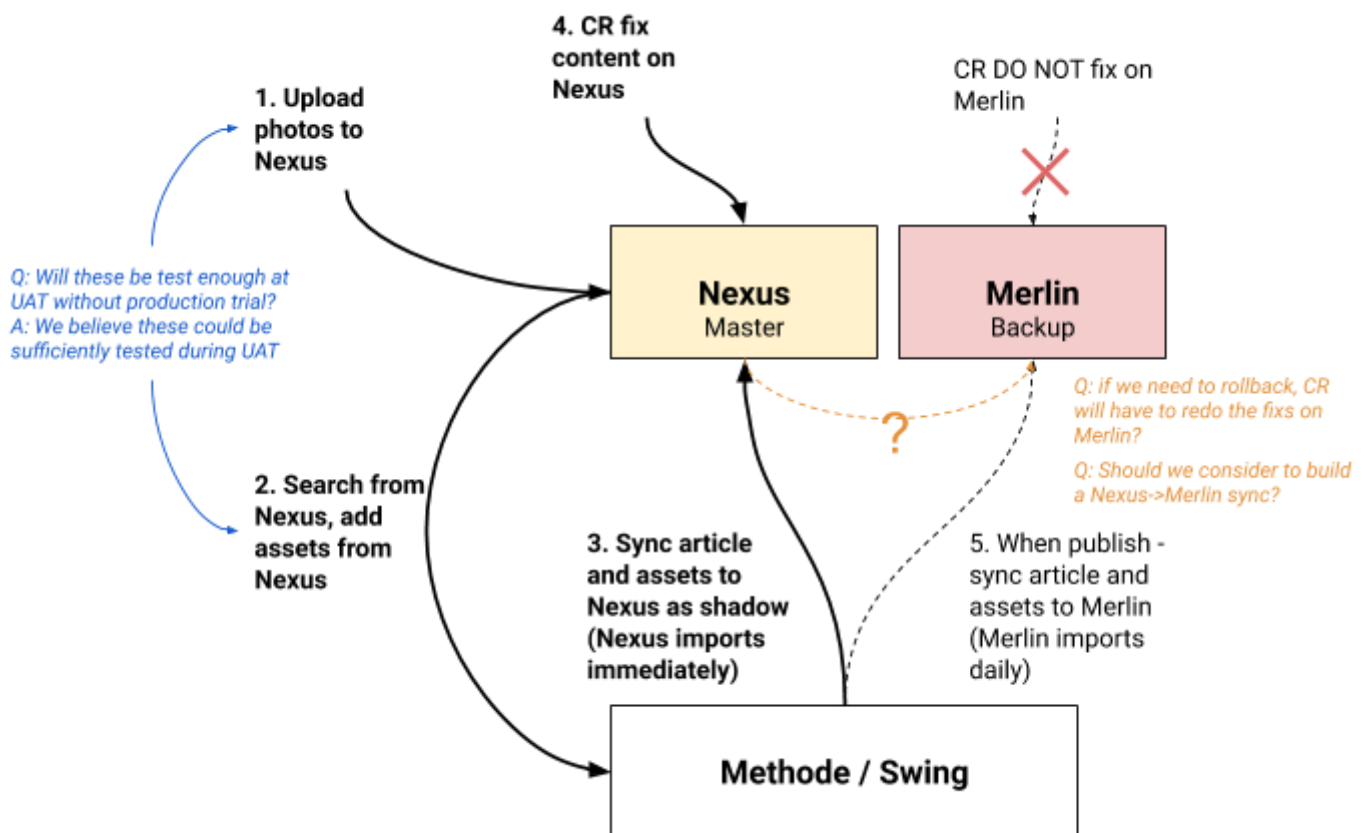 4. CR fix
content on
Nexus
CR DO NOT fix on
Merlin
1. Upload
photos to
Nexus
Q: Will these be test enough at
UAT without production trial?
A: We believe these could be
sufficiently tested during UAT
Nexus
Master
Merlin
Backup
?
Q: if we need to rollback, CR
will have to redo the fixs on
Merlin?
Q: Should we consider to build
a Nexus->Merlin sync?
2. Search from
Nexus, add
assets from
Nexus
3. Sync article
and assets to
Nexus as shadow
(Nexus imports
immediately)
5. When publish -
sync article and
assets to Merlin
(Merlin imports
daily)
Methode / Swing